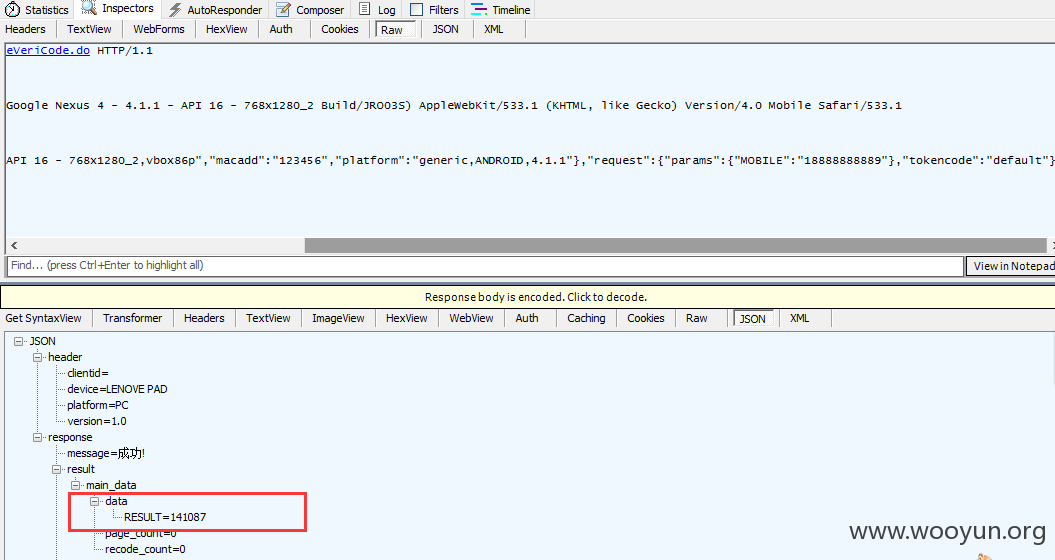 Statistics Inspectors AutoResponder Composer Log Filters Timeline
Headers TextView WebForms HexView Auth Cookies Raw JSON XML
eVeriCode.do HTTP/1.1
Google Nexus 4 - 4.1.1 - API 16 - 768x1280_2 Build/JRO03S) AppleWebKit/533.1 (KHTML, like Gecko) Version/4.0 Mobile Safari/533.1
API 16 - 768x1280_2,vbox86p","macadd":"123456","platform":"generic,ANDROID,4.1.1"},"request":{"params":{"MOBILE":"18888888889"},"tokencode":"default"}
Find... (press Ctrl+Enter to highlight all) View in Notepad
Response body is encoded. Click to decode.
Get SyntaxView Transformer Headers TextView ImageView HexView WebView Auth Caching Cookies Raw JSON XML
JSON
header
clientid=
device=LENOVE PAD
platform=PC
version=1.0
response
message=成功!
result
main_data
data
RESULT=141087
page_count=0
recode_count=0
www.wooyun.org